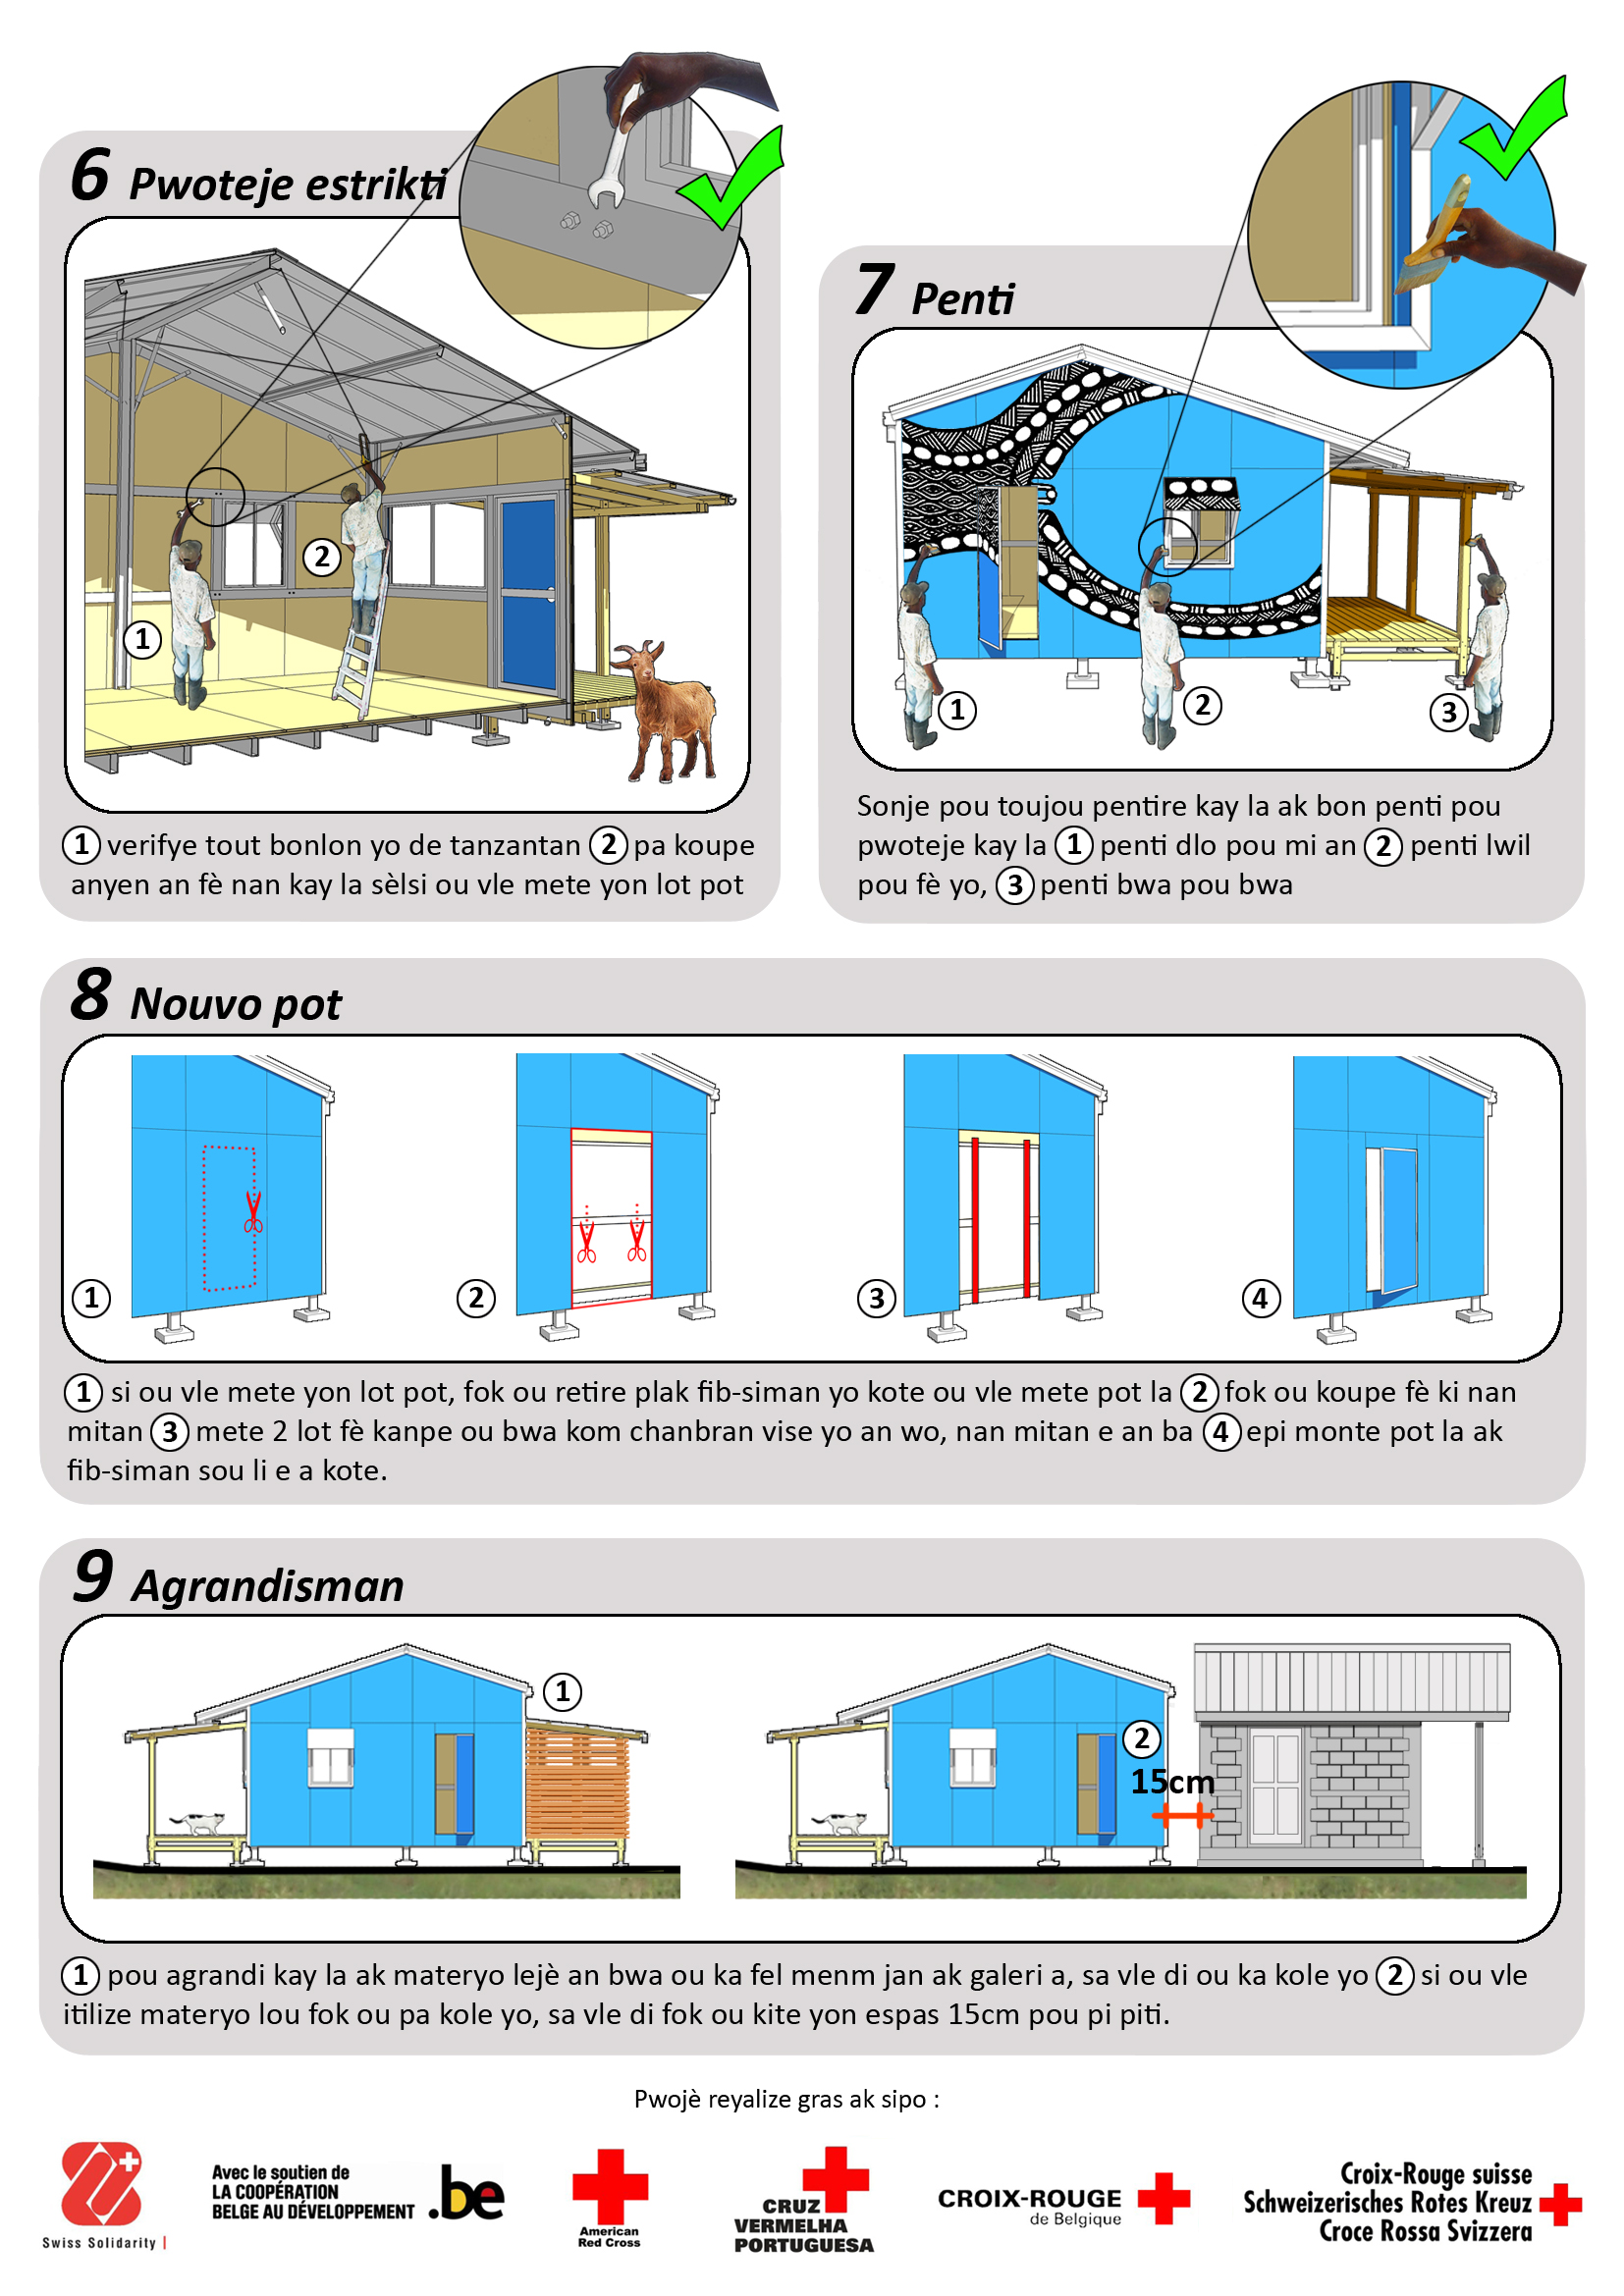 6 Pwoteje estrikti
1
2
1 verifye tout bonlon yo de tanzantan 2 pa koupe
anyen an fè nan kay la sèlsi ou vle mete yon lot pot
7 Penti
1
2
3
Sonje pou toujou pentire kay la ak bon penti pou
pwoteje kay la 1 penti dlo pou mi an 2 penti lwil
pou fè yo, 3 penti bwa pou bwa
8 Nouvo pot
1
2
3
4
1 si ou vle mete yon lot pot, fok ou retire plak fib-siman yo kote ou vle mete pot la 2 fok ou koupe fè ki nan
mitan 3 mete 2 lot fè kanpe ou bwa kom chanbran vise yo an wo, nan mitan e an ba 4 epi monte pot la ak
fib-siman sou li e a kote.
9 Agrandisman
1
2
15cm
1 pou agrandi kay la ak materyo lejè an bwa ou ka fel menm jan ak galeri a, sa vle di ou ka kole yo 2 si ou vle
itilize materyo lou fok ou pa kole yo, sa vle di fok ou kite yon espas 15cm pou pi piti.
Pwojè reyalize gras ak sipo :
Swiss Solidarity
Avec le soutien de
LA COOPÉRATION
BELGE AU DÉVELOPPEMENT
.be
American
Red Cross
CRUZ
VERMELHA
PORTUGUESA
CROIX-ROUGE
de Belgique
Croix-Rouge suisse
Schweizerisches Rotes Kreuz
Croce Rossa Svizzera